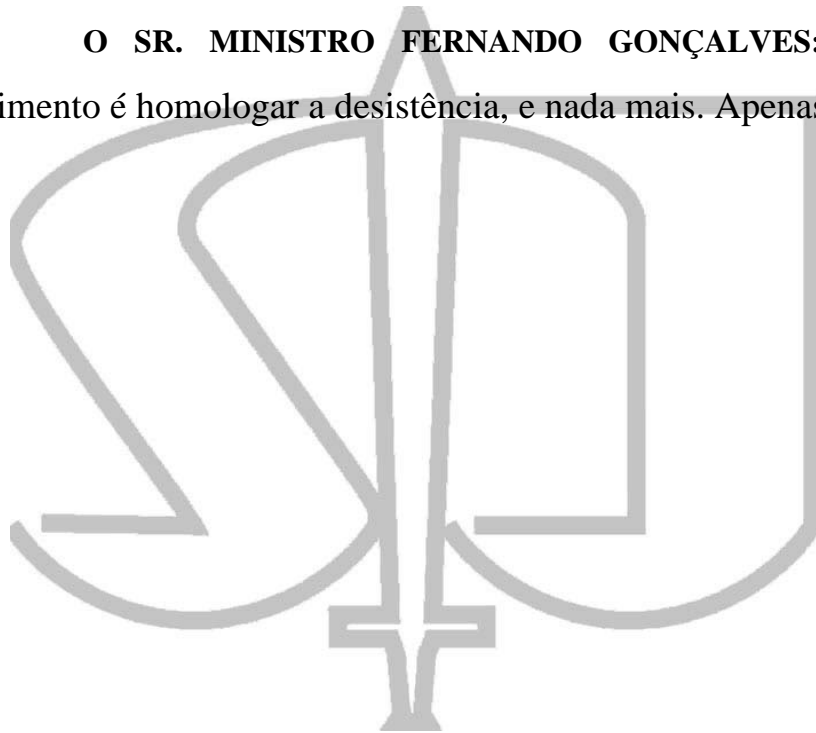 O SR. MINISTRO FERNANDO GONÇALVES:
imento é homologar a desistência, e nada mais. Apenas